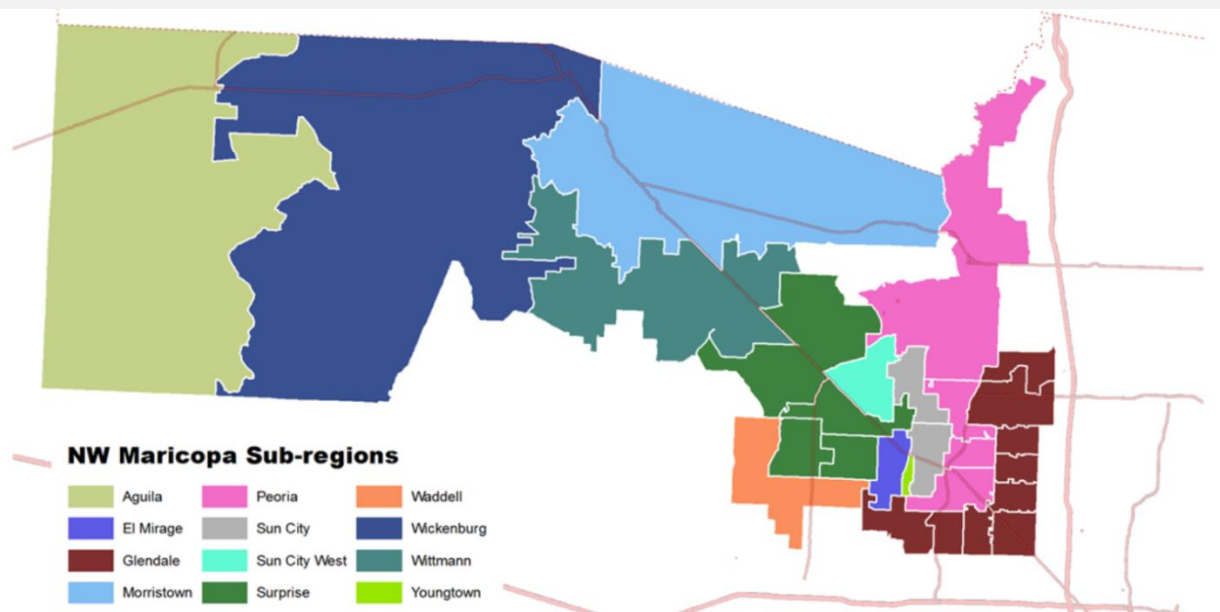 NW Maricopa Sub-regions
Aguila
Peoria
Waddell
El Mirage
Sun City
Wickenburg
Glendale
Sun City West
Wittmann
Morristown
Surprise
Youngtown